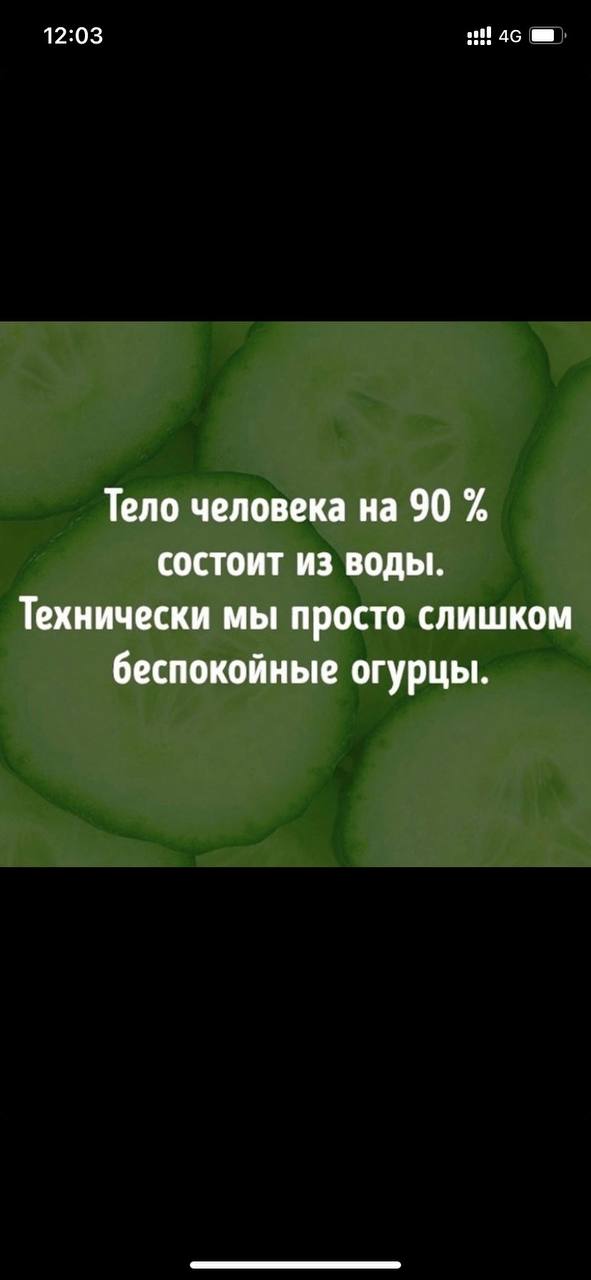 12:03
4G
Тело человека на 90 %
состоит из воды.
Технически мы просто слишком
беспокойные огурцы.